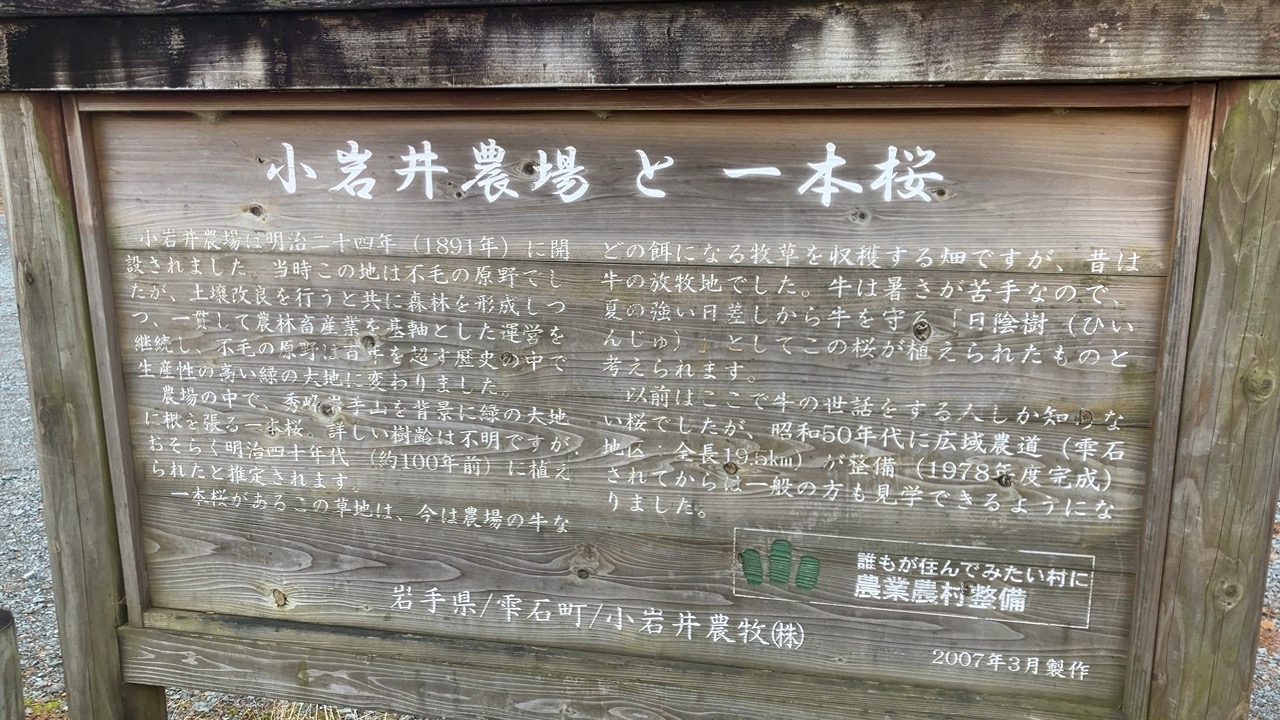 小岩井農場と一本桜
小岩井農場は明治二十四年（1891年）に開
設されました。当時この地は不毛の原野でし
たが、土壌改良を行うと共に森林を形成しつ
つ、一貫して農林畜産業を基軸とした運営を
継続し、不毛の原野は百年を超す歴史の中で
生産性の高い緑の大地に変わりました。
農場の中で、秀峰岩手山を背景に緑の大地
に根を張る一本桜。詳しい樹齢は不明ですが、
おそらく明治四十年代（約100年前）に植え
られたと推定されます。
一本桜があるこの草地は、今は農場の牛な
どの餌になる牧草を収穫する畑ですが、昔は
牛の放牧地でした。牛は暑さが苦手なので、
夏の強い日差しから牛を守る「日陰樹（ひい
んじゅ）」としてこの桜が植えられたものと
考えられます。
以前はここで牛の世話をする人しか知らな
い桜でしたが、昭和50年代に広域農道（雫石
地区：全長19.5km）が整備（1978年度完成）
されてからは一般の方も見学できるようにな
りました。
誰もが住んでみたい村に
農業農村整備
岩手県/雫石町/小岩井農牧㈱
2007年3月製作